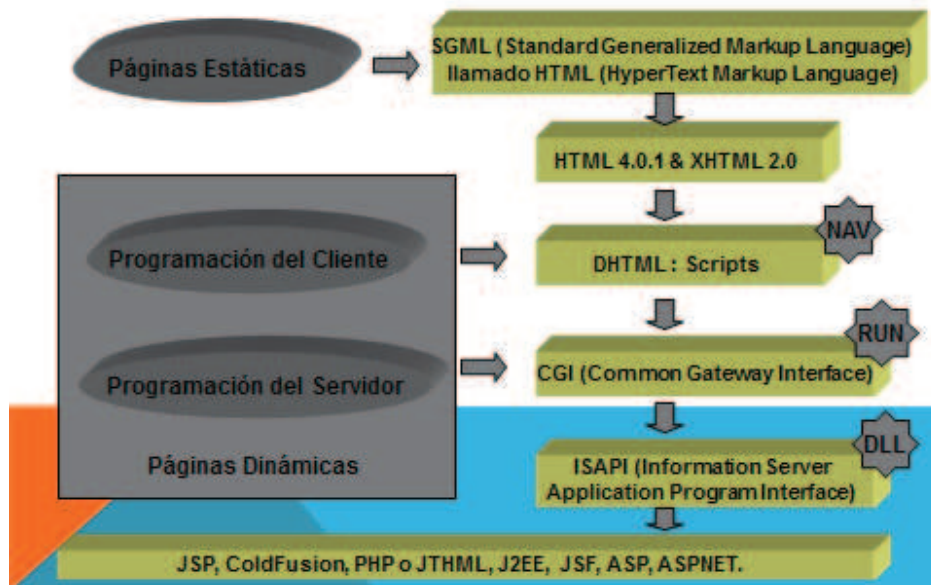 Páginas Estáticas
SGML (Standard Generalized Markup Language)
llamado HTML (HyperText Markup Language)
HTML 4.0.1 & XHTML 2.0
NAV
Programación del Cliente
DHTML : Scripts
RUN
Programación del Servidor
CGI (Common Gateway Interface)
DLL
Páginas Dinámicas
ISAPI (Information Server
Application Program Interface)
JSP, ColdFusion, PHP o JTHML, J2EE, JSF, ASP, ASPNET.